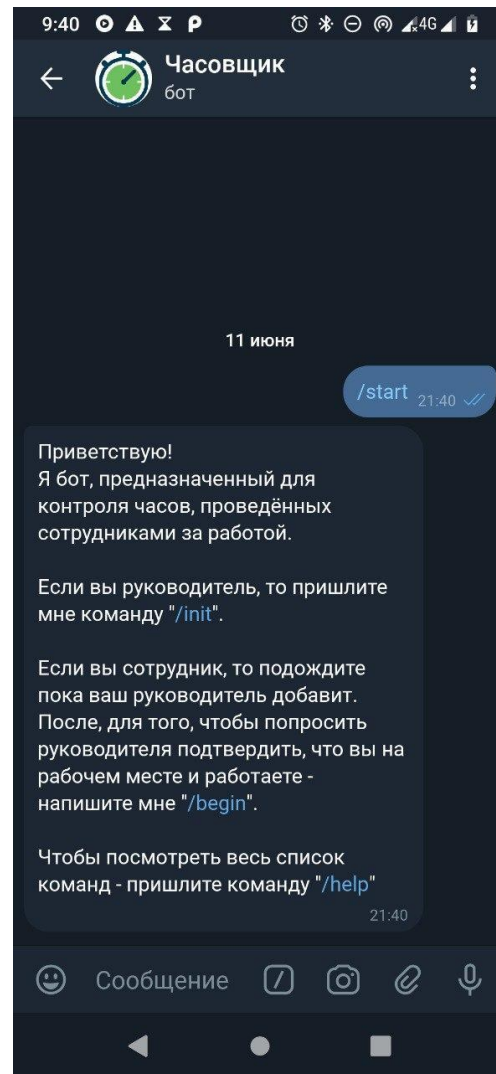 9:40
4G
Часовщик
бот
11 июня
/start 21:40
Приветствую!
Я бот, предназначенный для
контроля часов, проведённых
сотрудниками за работой.
Если вы руководитель, то пришлите
мне команду "/init".
Если вы сотрудник, то подождите
пока ваш руководитель добавит.
После, для того, чтобы попросить
руководителя подтвердить, что вы на
рабочем месте и работаете -
напишите мне "/begin".
Чтобы посмотреть весь список
команд - пришлите команду "/help"
21:40
Сообщение